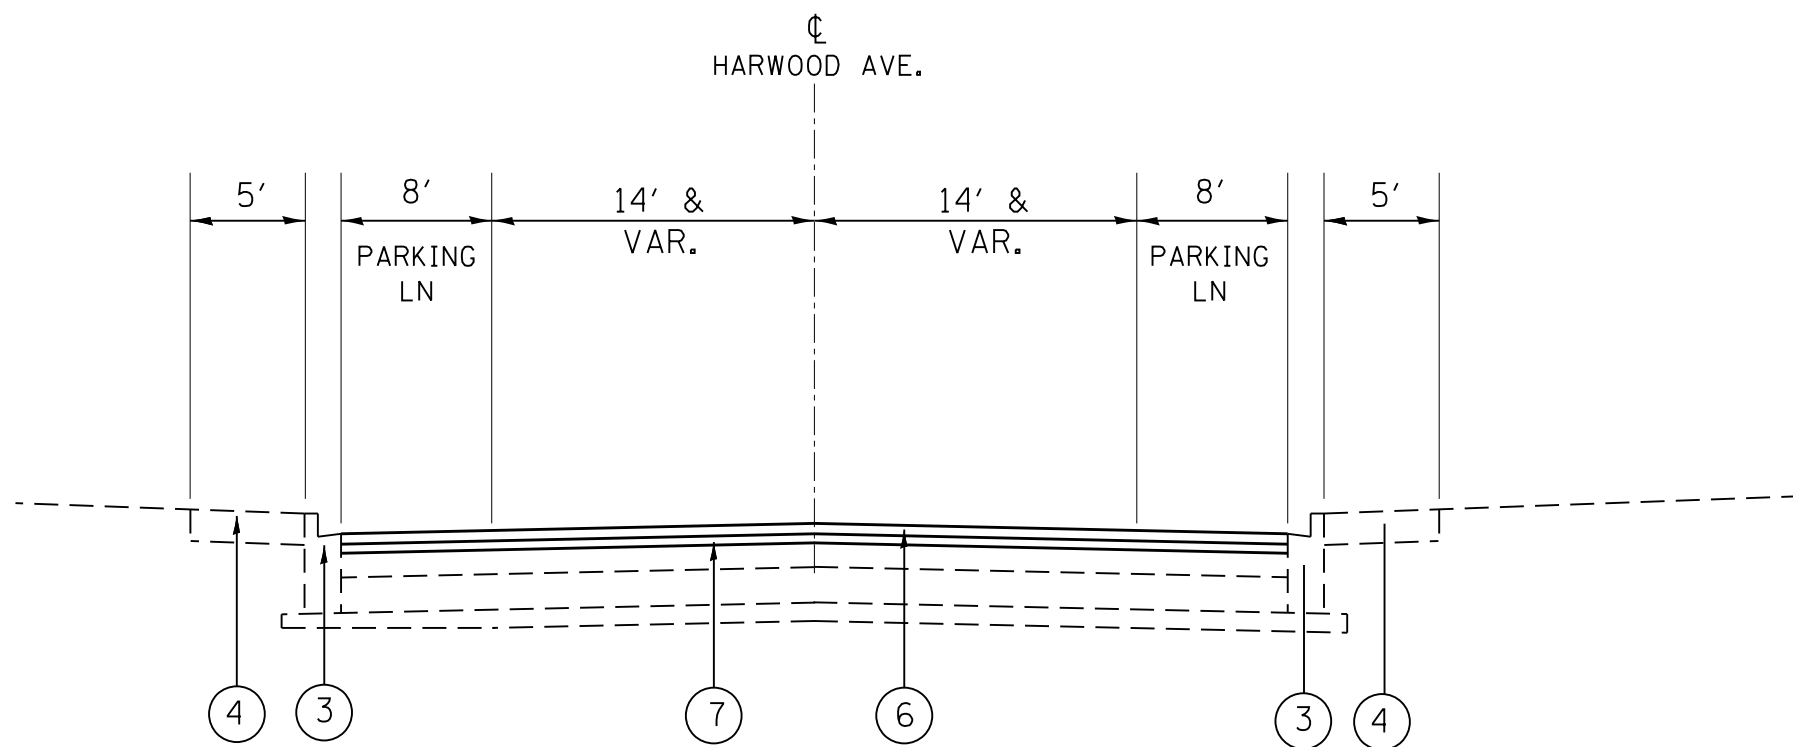 ℄
HARWOOD AVE.
5' 8' 14' & 14' & 8' 5'
VAR. VAR.
PARKING PARKING
LN LN
4 3 7 6 3 4